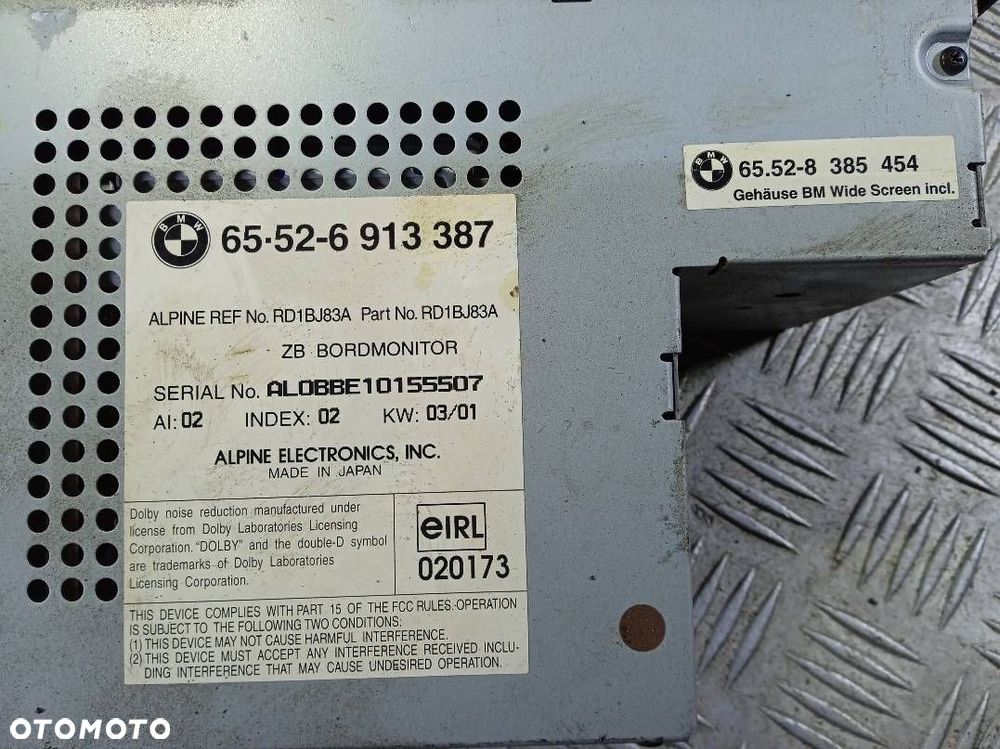 BMW 65.52-8 385 454
Gehäuse BM Wide Screen incl.
BMW 65·52-6 913 387
ALPINE REF No. RD1BJ83A Part No. RD1BJ83A
ZB BORDMONITOR
SERIAL No. AL0BBE10155507
AI: 02 INDEX: 02 KW: 03/01
ALPINE ELECTRONICS, INC.
MADE IN JAPAN
Dolby noise reduction manufactured under
license from Dolby Laboratories Licensing
Corporation. "DOLBY" and the double-D symbol
are trademarks of Dolby Laboratories
Licensing Corporation.
eIRL
020173
THIS DEVICE COMPLIES WITH PART 15 OF THE FCC RULES. OPERATION
IS SUBJECT TO THE FOLLOWING TWO CONDITIONS:
(1) THIS DEVICE MAY NOT CAUSE HARMFUL INTERFERENCE.
(2) THIS DEVICE MUST ACCEPT ANY INTERFERENCE RECEIVED INCLU-
DING INTERFERENCE THAT MAY CAUSE UNDESIRED OPERATION.
OTOMOTO